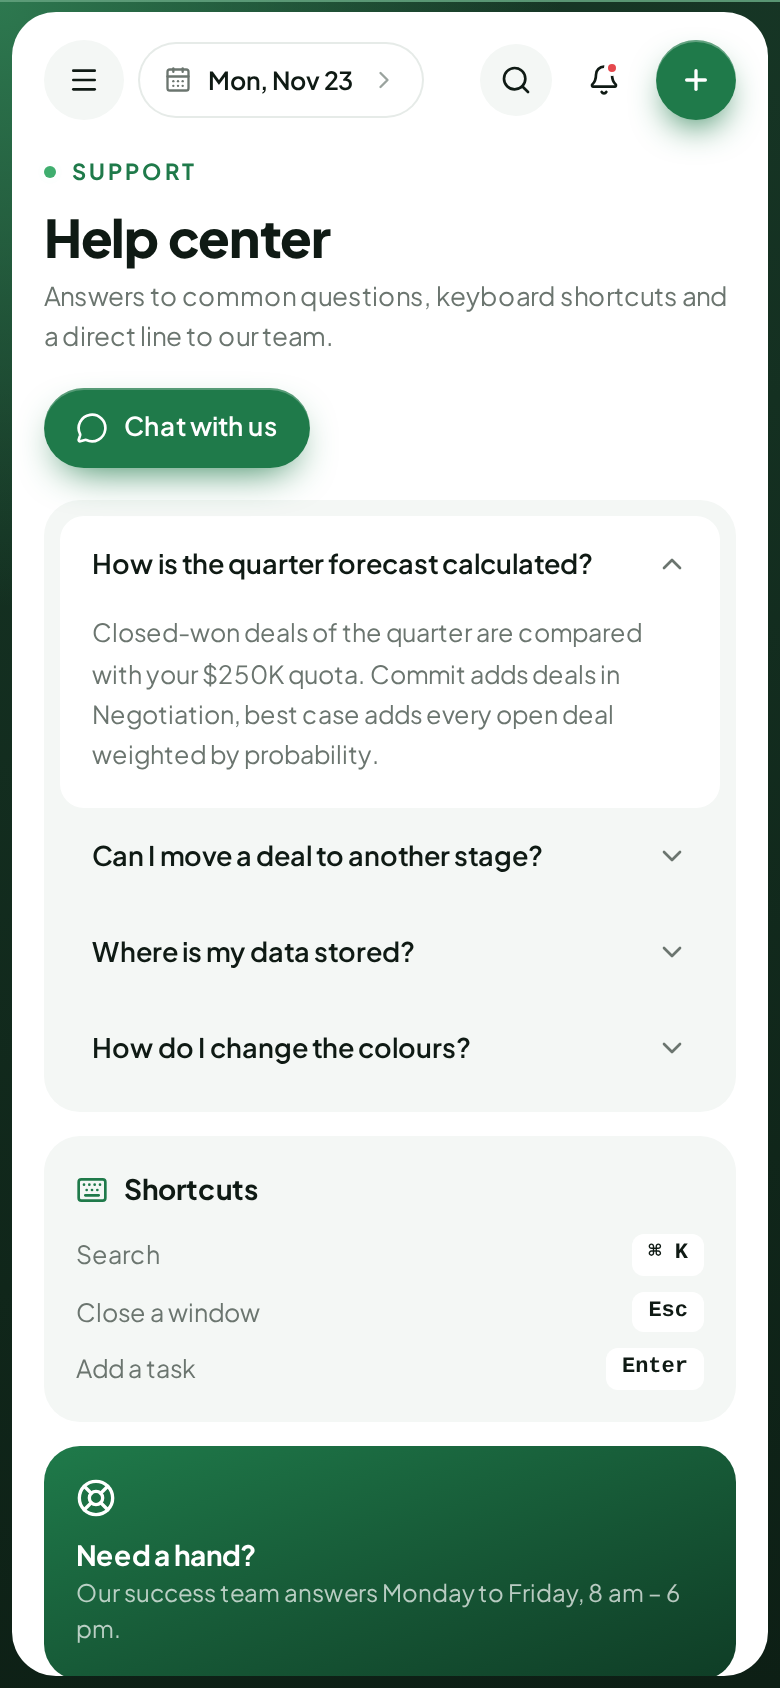 Mon, Nov 23
SUPPORT
Help center
Answers to common questions, keyboard shortcuts and
a direct line to our team.
Chat with us
How is the quarter forecast calculated?
Closed-won deals of the quarter are compared
with your $250K quota. Commit adds deals in
Negotiation, best case adds every open deal
weighted by probability.
Can I move a deal to another stage?
Where is my data stored?
How do I change the colours?
Shortcuts
Search
⌘ K
Close a window
Esc
Add a task
Enter
Need a hand?
Our success team answers Monday to Friday, 8 am – 6
pm.